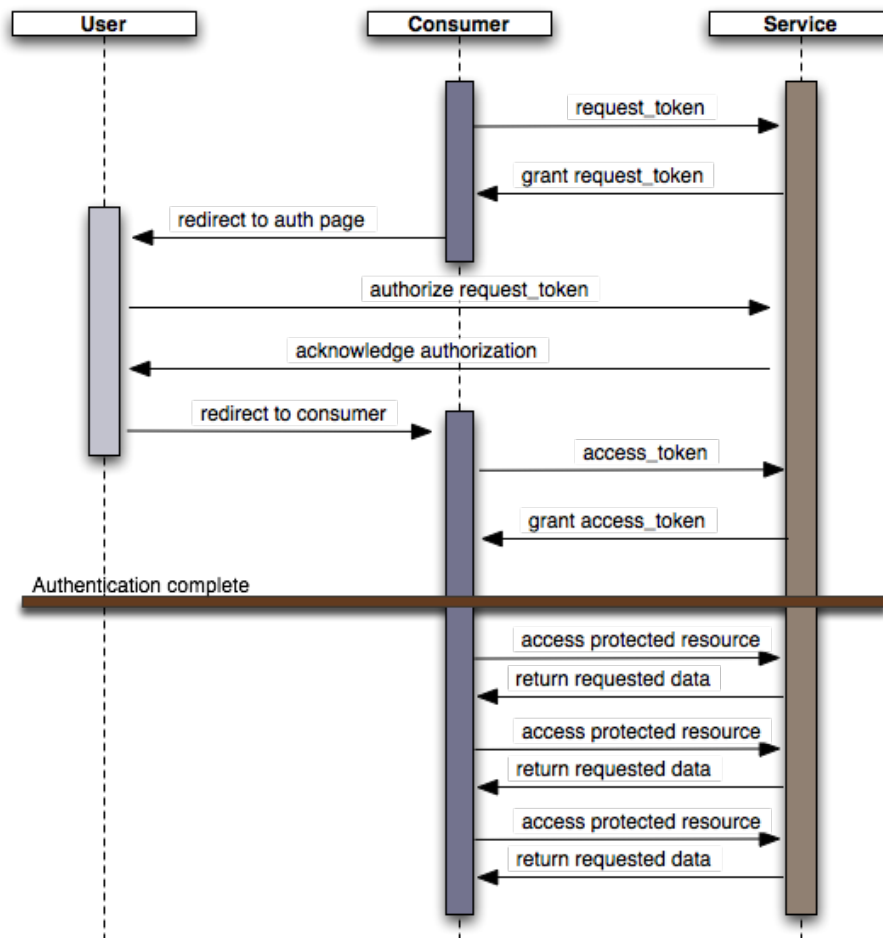 User
Consumer
Service
request_token
grant request_token
redirect to auth page
authorize request_token
acknowledge authorization
redirect to consumer
access_token
grant access_token
Authentication complete
access protected resource
return requested data
access protected resource
return requested data
access protected resource
return requested data